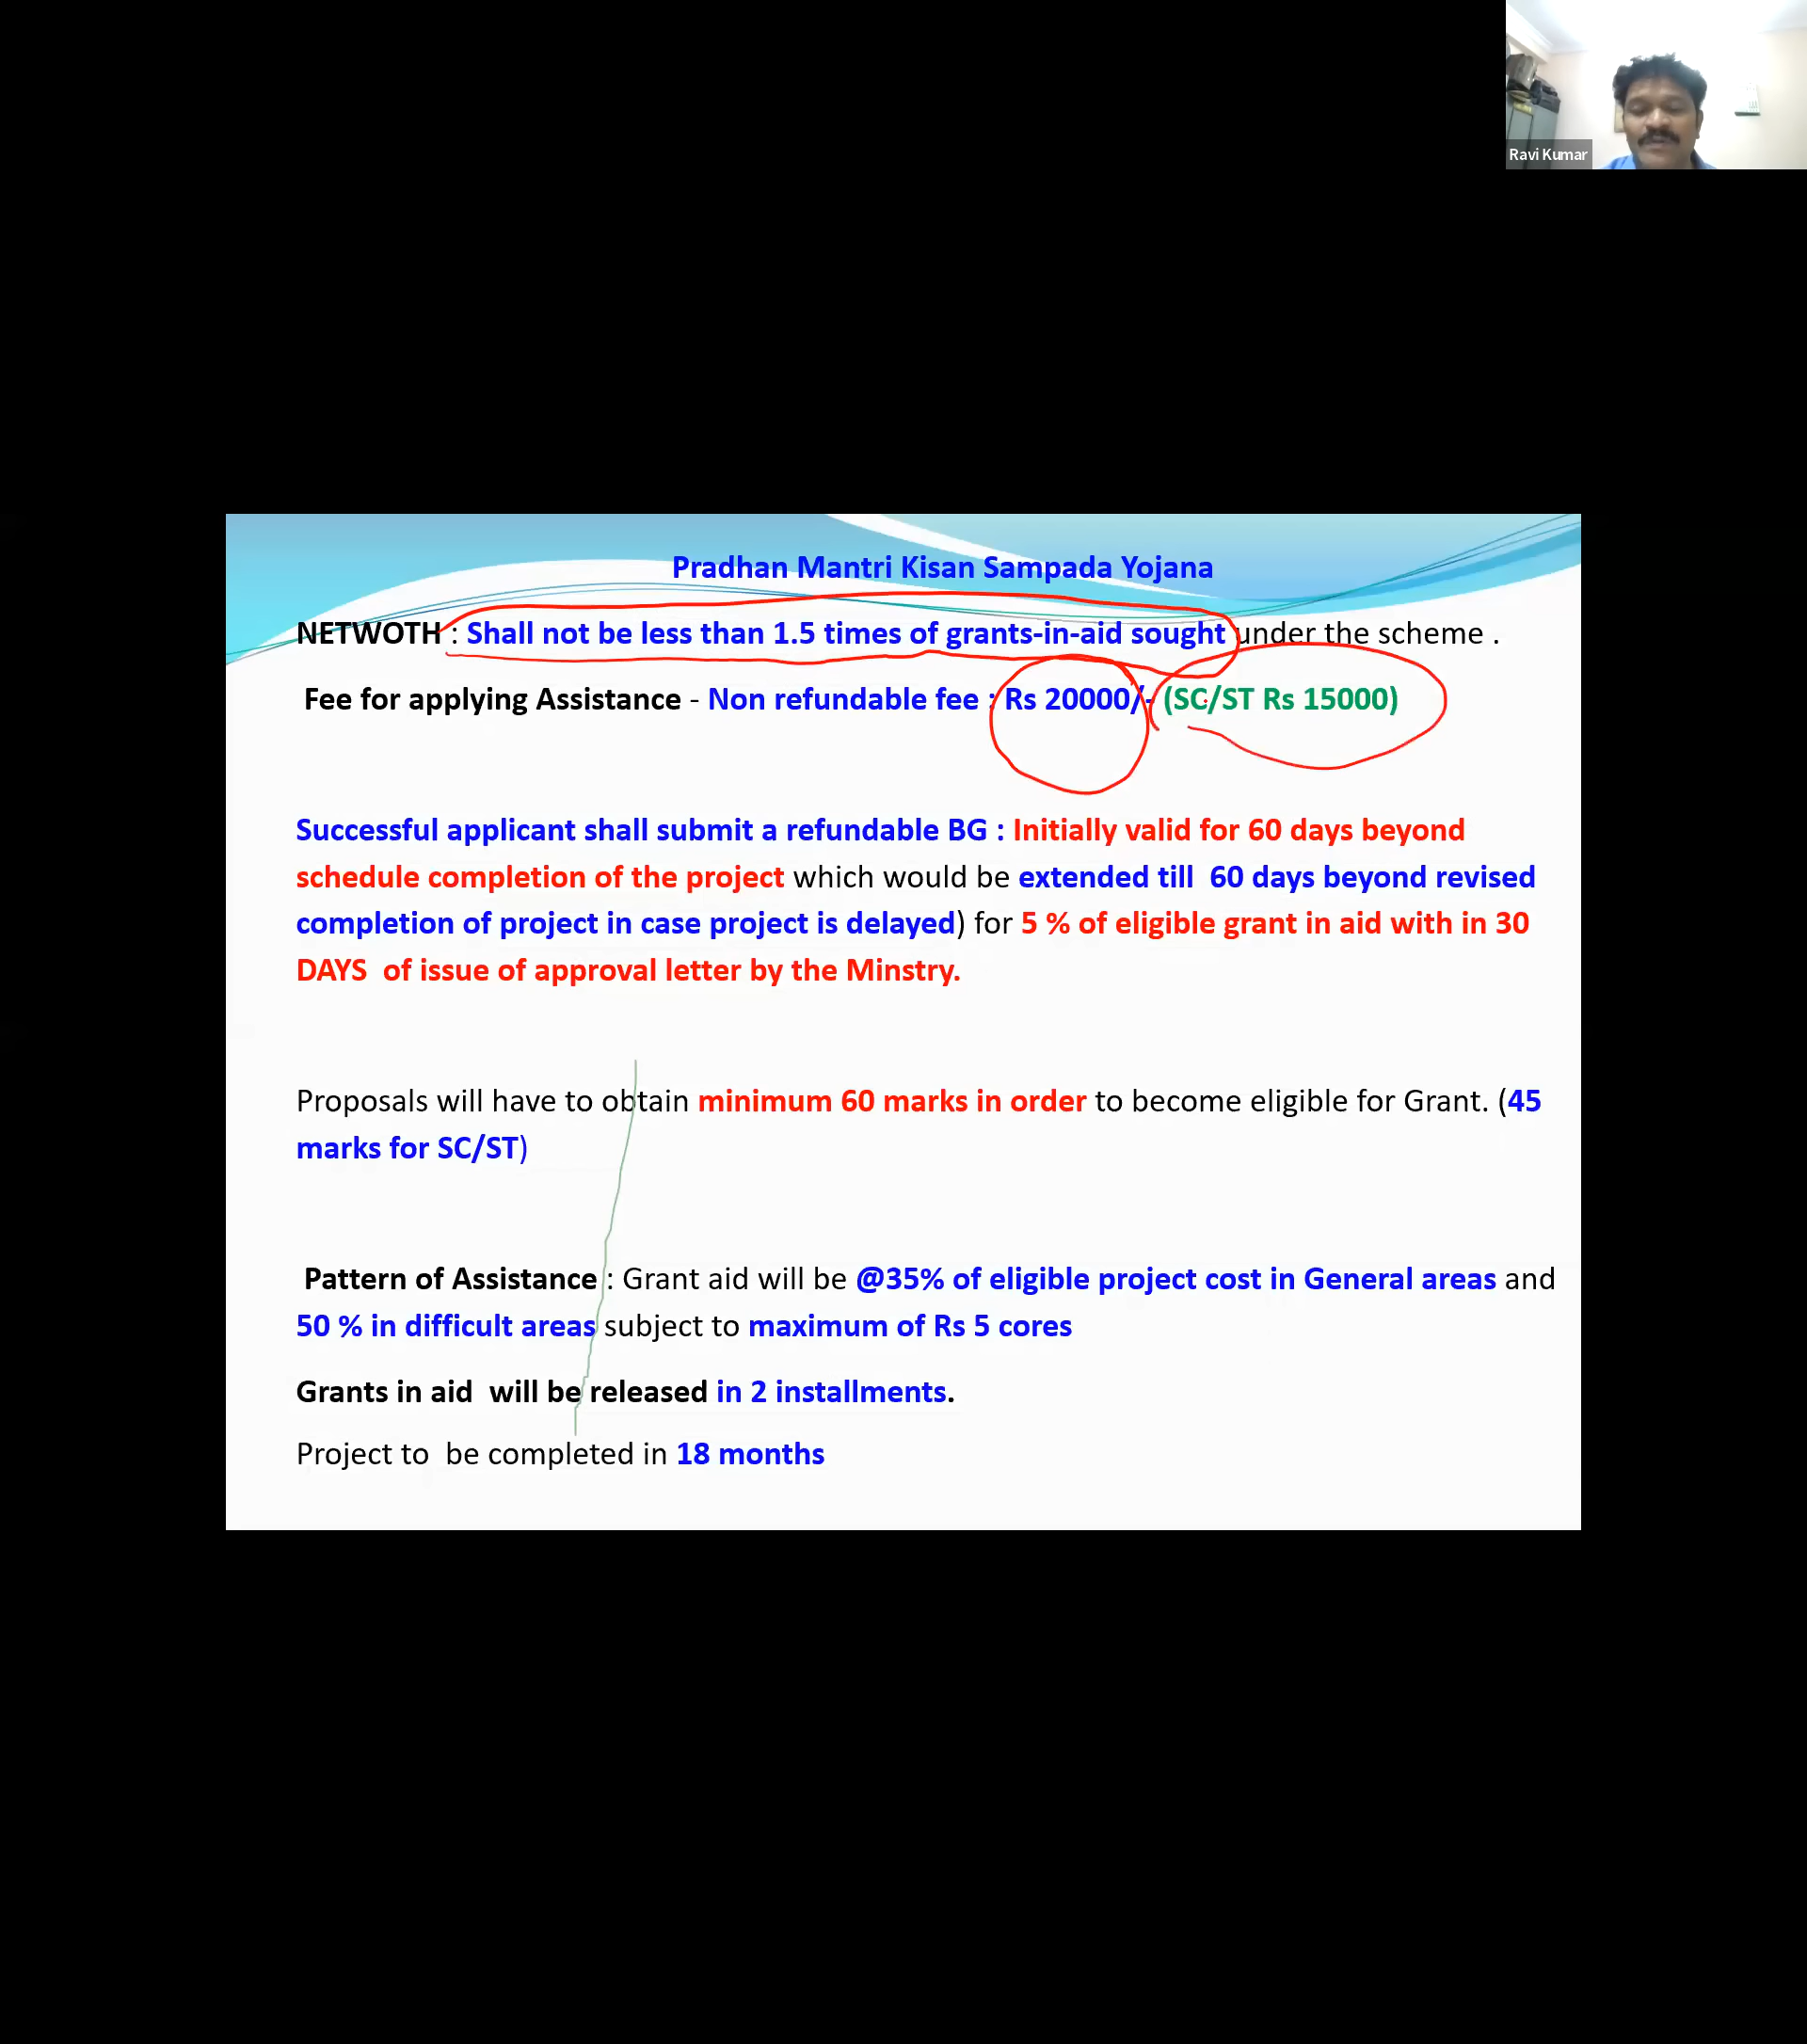 Ravi Kumar
Pradhan Mantri Kisan Sampada Yojana
NETWOTH : Shall not be less than 1.5 times of grants-in-aid sought under the scheme .
Fee for applying Assistance - Non refundable fee : Rs 20000/- (SC/ST Rs 15000)
Successful applicant shall submit a refundable BG : Initially valid for 60 days beyond
schedule completion of the project which would be extended till 60 days beyond revised
completion of project in case project is delayed) for 5 % of eligible grant in aid with in 30
DAYS of issue of approval letter by the Minstry.
Proposals will have to obtain minimum 60 marks in order to become eligible for Grant. (45
marks for SC/ST)
Pattern of Assistance : Grant aid will be @35% of eligible project cost in General areas and
50 % in difficult areas subject to maximum of Rs 5 cores
Grants in aid will be released in 2 installments.
Project to be completed in 18 months